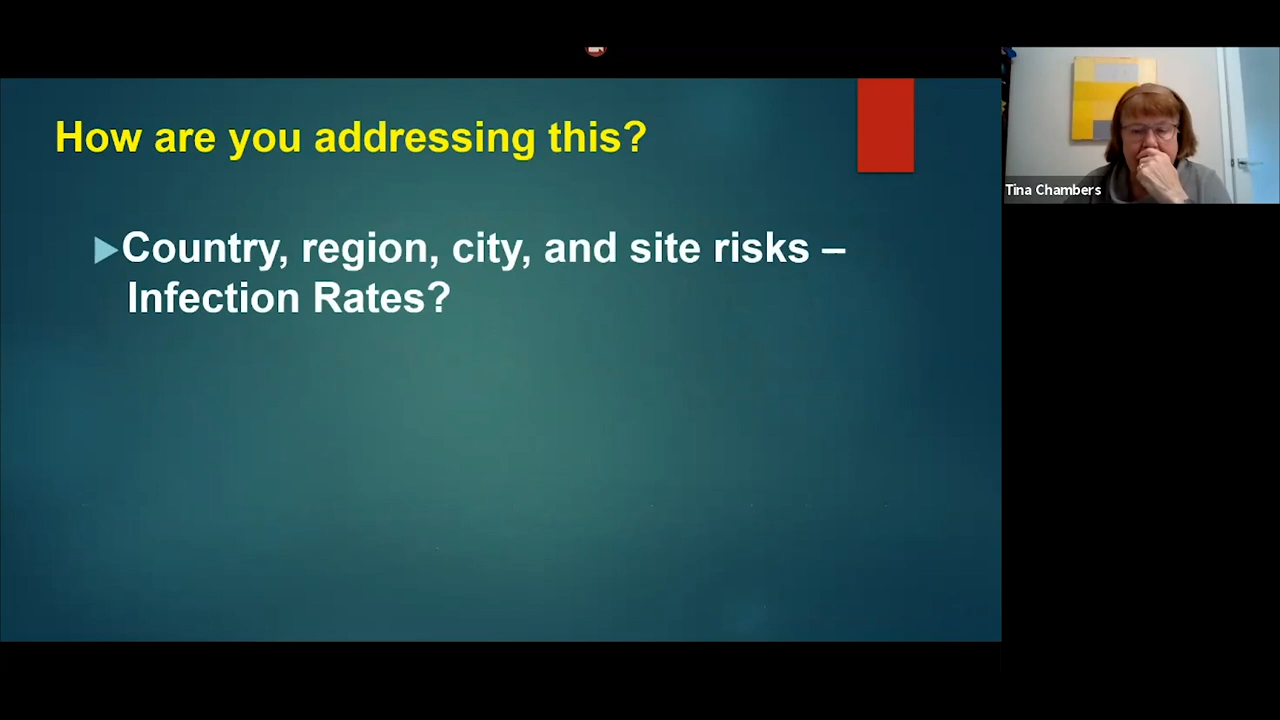 How are you addressing this?
Country, region, city, and site risks –
Infection Rates?
Tina Chambers